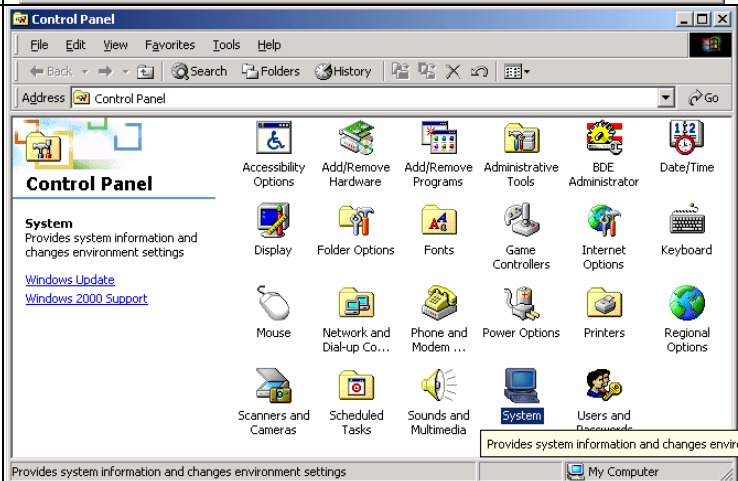 Control Panel
File Edit View Favorites Tools Help
Back Search Folders History
Address Control Panel Go
Control Panel
System
Provides system information and
changes environment settings
Windows Update
Windows 2000 Support
Accessibility
Options
Add/Remove
Hardware
Add/Remove
Programs
Administrative
Tools
BDE
Administrator
Date/Time
Display
Folder Options
Fonts
Game
Controllers
Internet
Options
Keyboard
Mouse
Network and
Dial-up Co...
Phone and
Modem ...
Power Options
Printers
Regional
Options
Scanners and
Cameras
Scheduled
Tasks
Sounds and
Multimedia
System
Users and
Passwords
Provides system information and changes envir
Provides system information and changes environment settings
My Computer